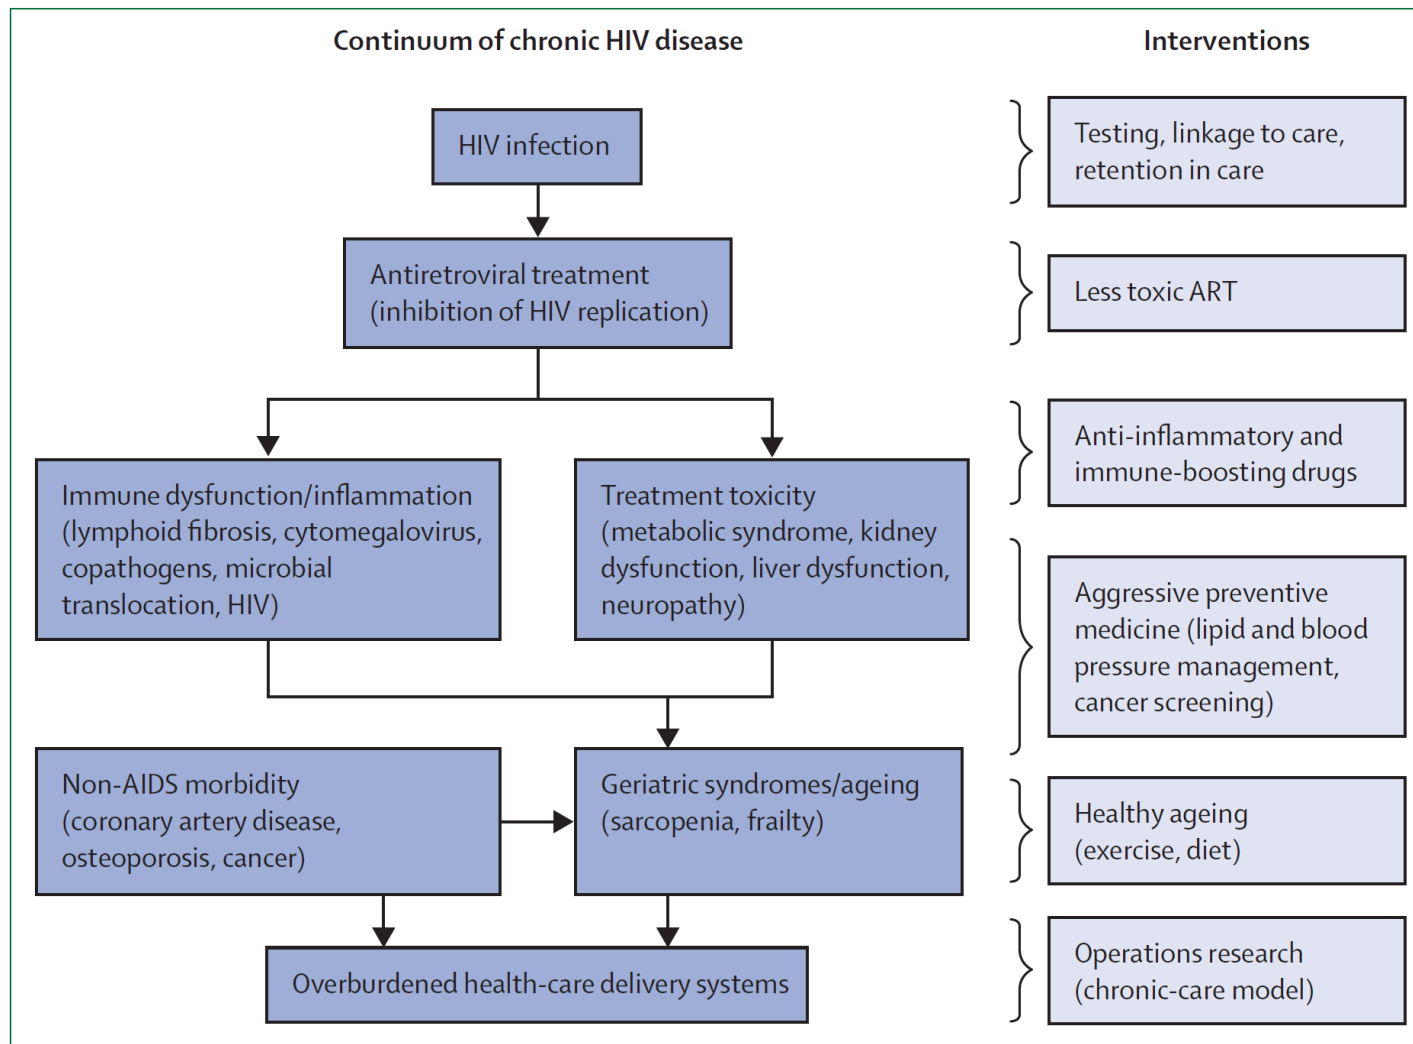 Continuum of chronic HIV disease
Interventions
HIV infection
Testing, linkage to care,
retention in care
Antiretroviral treatment
(inhibition of HIV replication)
Less toxic ART
Immune dysfunction/inflammation
(lymphoid fibrosis, cytomegalovirus,
copathogens, microbial
translocation, HIV)
Treatment toxicity
(metabolic syndrome, kidney
dysfunction, liver dysfunction,
neuropathy)
Anti-inflammatory and
immune-boosting drugs
Aggressive preventive
medicine (lipid and blood
pressure management,
cancer screening)
Non-AIDS morbidity
(coronary artery disease,
osteoporosis, cancer)
Geriatric syndromes/ageing
(sarcopenia, frailty)
Healthy ageing
(exercise, diet)
Overburdened health-care delivery systems
Operations research
(chronic-care model)